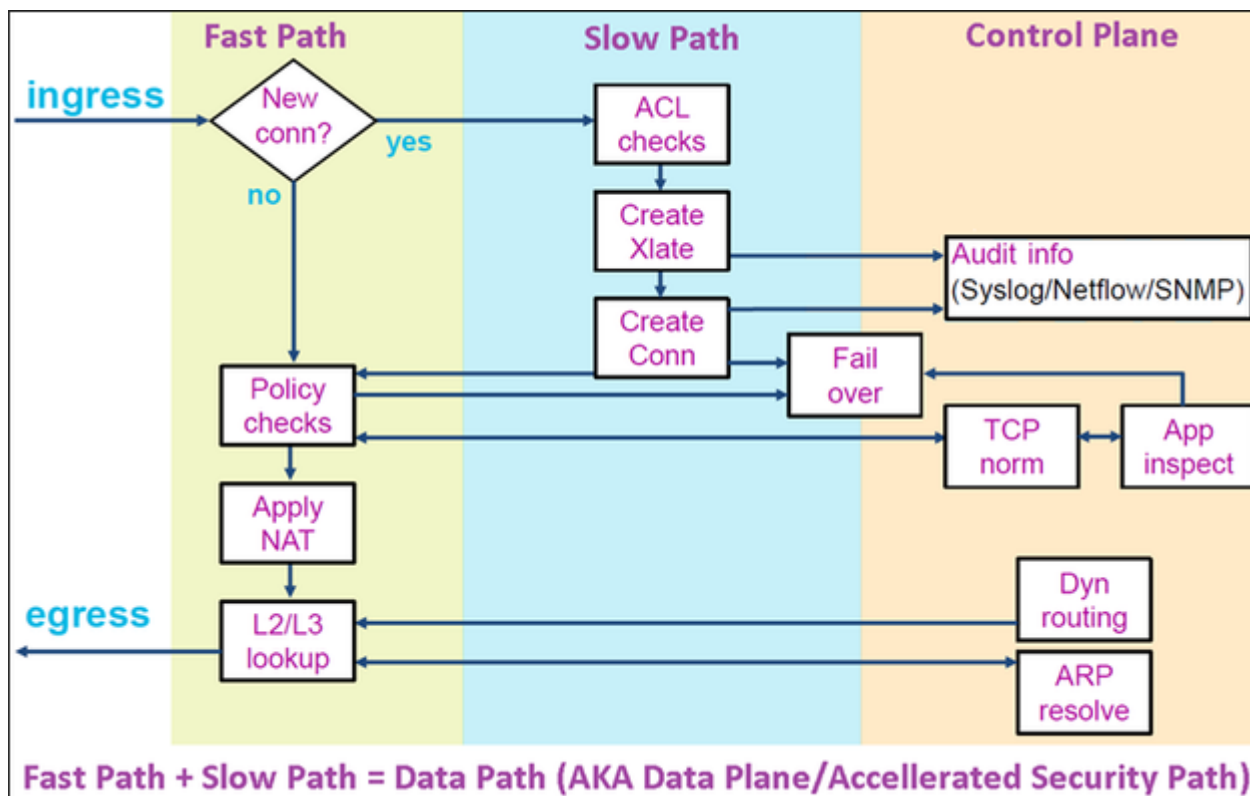 Fast Path
Slow Path
Control Plane
ingress
New
conn?
yes
no
ACL
checks
Create
Xlate
Audit info
(Syslog/Netflow/SNMP)
Create
Conn
Fail
over
Policy
checks
TCP
norm
App
inspect
Apply
NAT
Dyn
routing
egress
L2/L3
lookup
ARP
resolve
Fast Path + Slow Path = Data Path (AKA Data Plane/Accellerated Security Path)